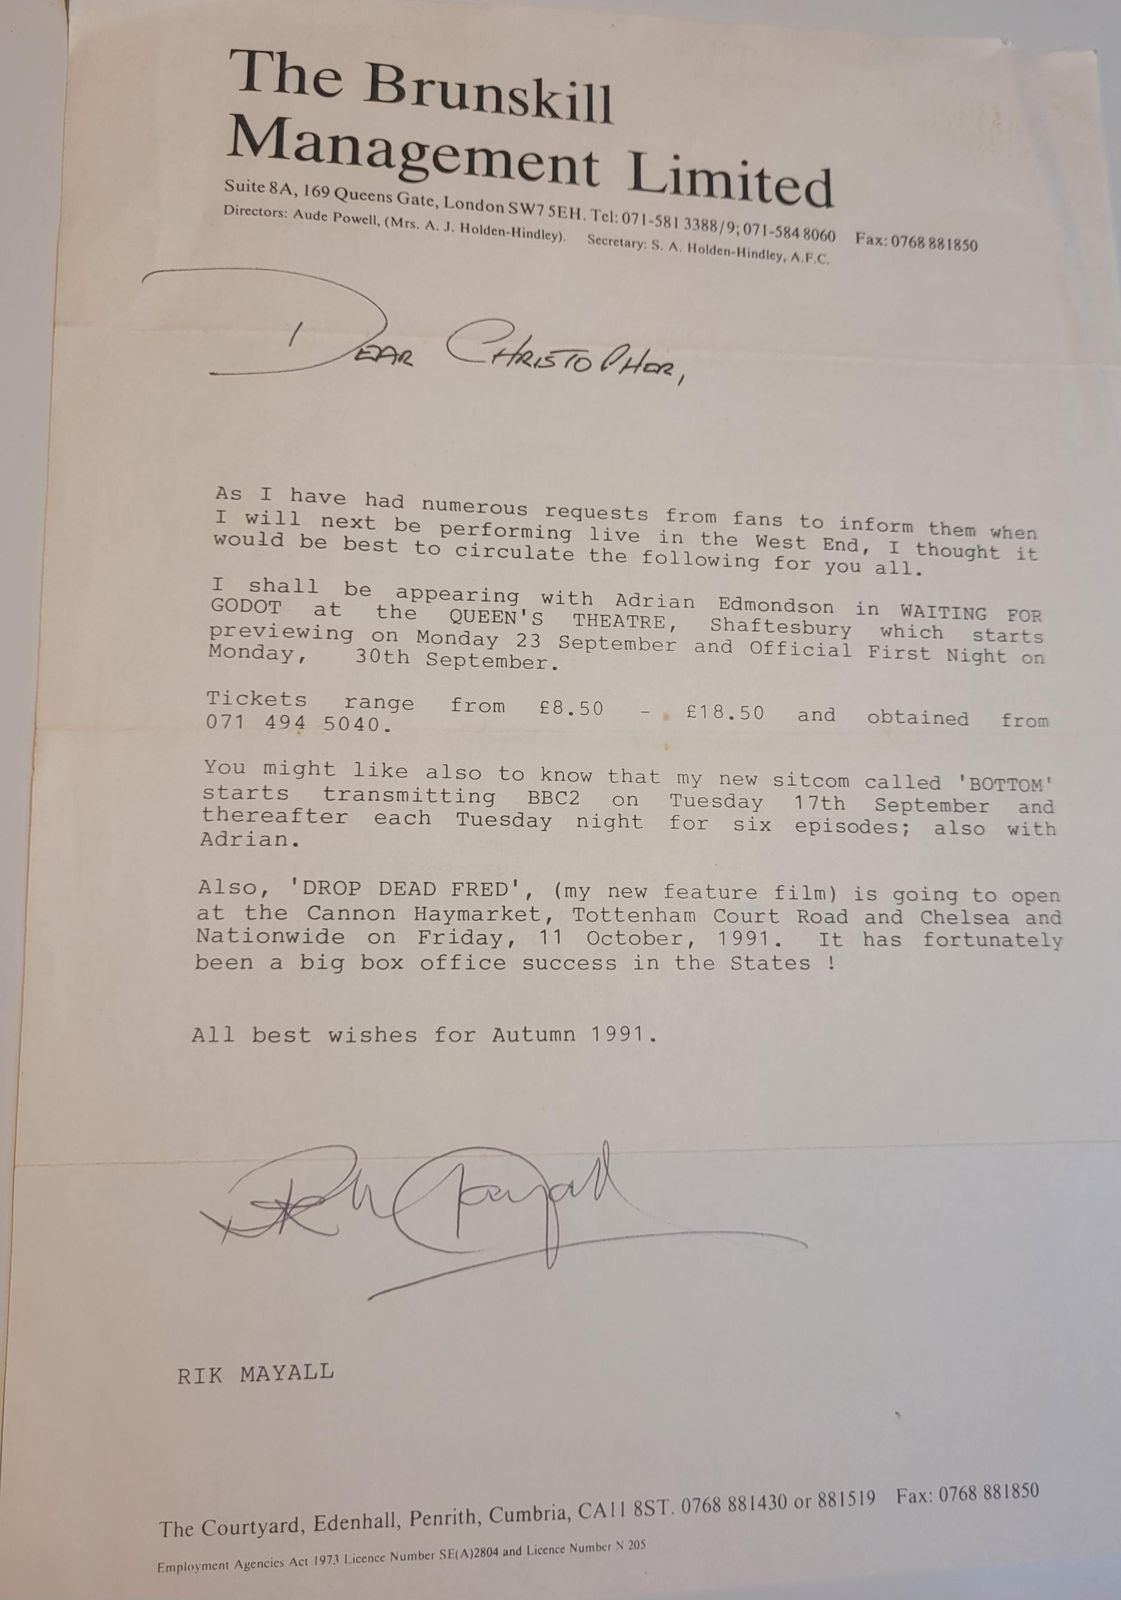 The Brunskill
Management Limited
Suite 8A, 169 Queens Gate, London SW7 5EH. Tel: 071-581 3388/9; 071-584 8060 Fax: 0768 881850
Directors: Aude Powell, (Mrs. A. J. Holden-Hindley). Secretary: S. A. Holden-Hindley, A.F.C.
DEAR CHRISTOPHER,
As I have had numerous requests from fans to inform them when
I will next be performing live in the West End, I thought it
would be best to circulate the following for you all.
I shall be appearing with Adrian Edmondson in WAITING FOR
GODOT at the QUEEN'S THEATRE, Shaftesbury which starts
previewing on Monday 23 September and Official First Night on
Monday, 30th September.
Tickets range from £8.50 - £18.50 and obtained from
071 494 5040.
You might like also to know that my new sitcom called 'BOTTOM'
starts transmitting BBC2 on Tuesday 17th September and
thereafter each Tuesday night for six episodes; also with
Adrian.
Also, 'DROP DEAD FRED', (my new feature film) is going to open
at the Cannon Haymarket, Tottenham Court Road and Chelsea and
Nationwide on Friday, 11 October, 1991. It has fortunately
been a big box office success in the States !
All best wishes for Autumn 1991.
Rik Mayall
RIK MAYALL
The Courtyard, Edenhall, Penrith, Cumbria, CA11 8ST. 0768 881430 or 881519 Fax: 0768 881850
Employment Agencies Act 1973 Licence Number SE(A)2804 and Licence Number N 205